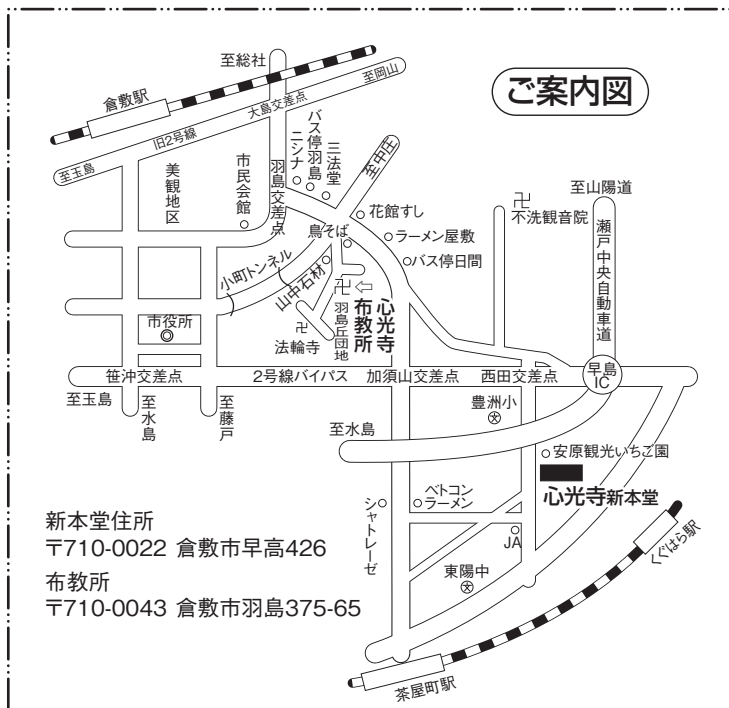 ご案内図
至総社
至岡山
倉敷駅
大島交差点
旧2号線
至玉島
美観地区
市民会館
羽島交差点
ニシナ
バス停羽島
三法堂
至中庄
花館すし
ラーメン屋敷
バス停日間
鳥そば
卍
不洗観音院
至山陽道
瀬戸中央自動車道
小町トンネル
山中石材
卍⇦
心光寺
布教所
羽島丘団地
卍
法輪寺
市役所
笹沖交差点
2号線バイパス
加須山交差点
西田交差点
早島
IC
至玉島
至水島
至藤戸
至水島
豊洲小
安原観光いちご園
心光寺新本堂
シャトレーゼ
ベトコン
ラーメン
JA
くぐはら駅
東陽中
茶屋町駅
新本堂住所
〒710-0022 倉敷市早高426
布教所
〒710-0043 倉敷市羽島375-65